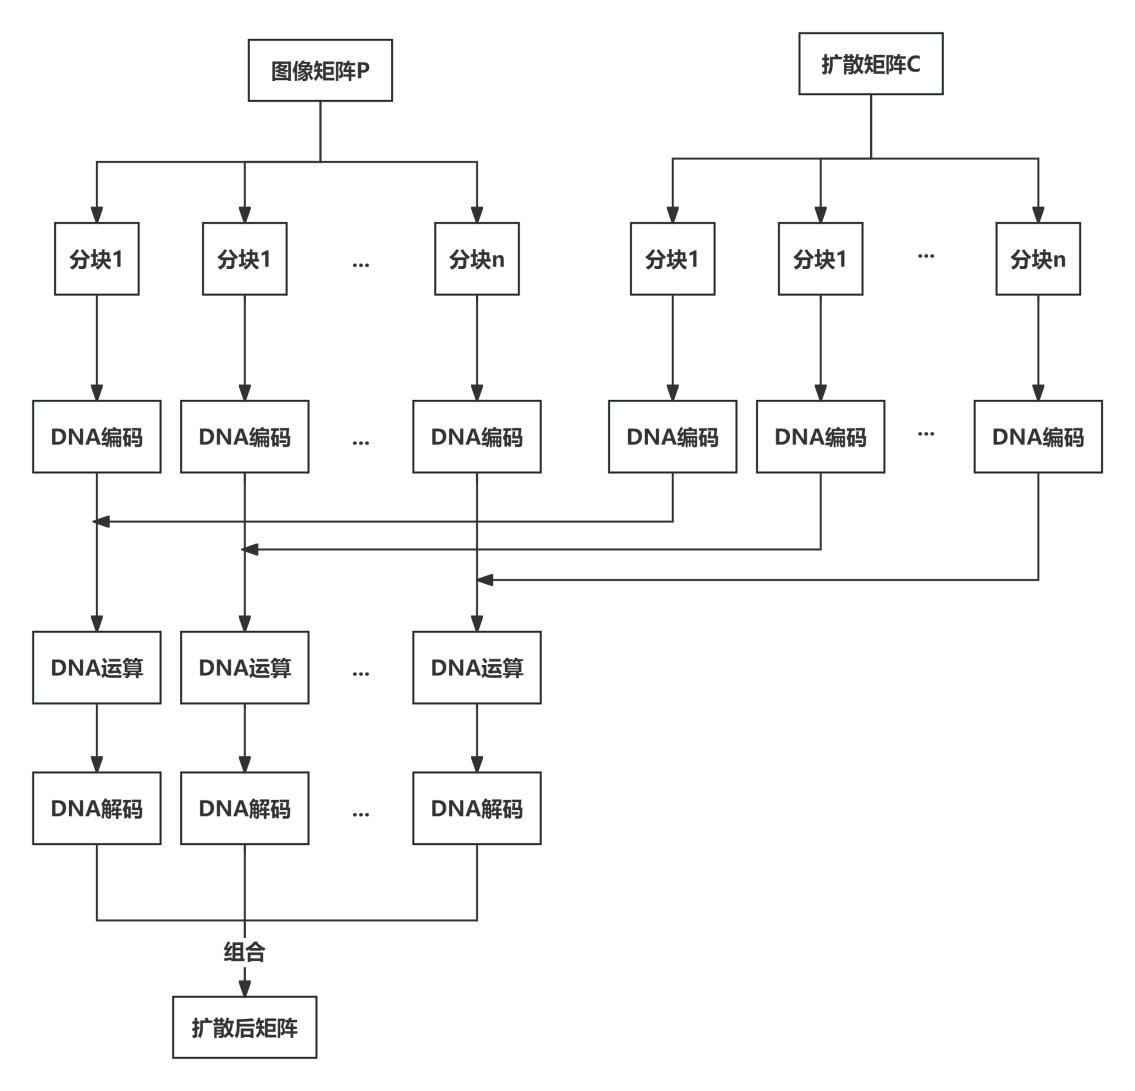 图像矩阵P
扩散矩阵C
分块1
分块1
...
分块n
分块1
分块1
...
分块n
DNA编码
DNA编码
...
DNA编码
DNA编码
DNA编码
...
DNA编码
DNA运算
DNA运算
...
DNA运算
DNA解码
DNA解码
...
DNA解码
组合
扩散后矩阵